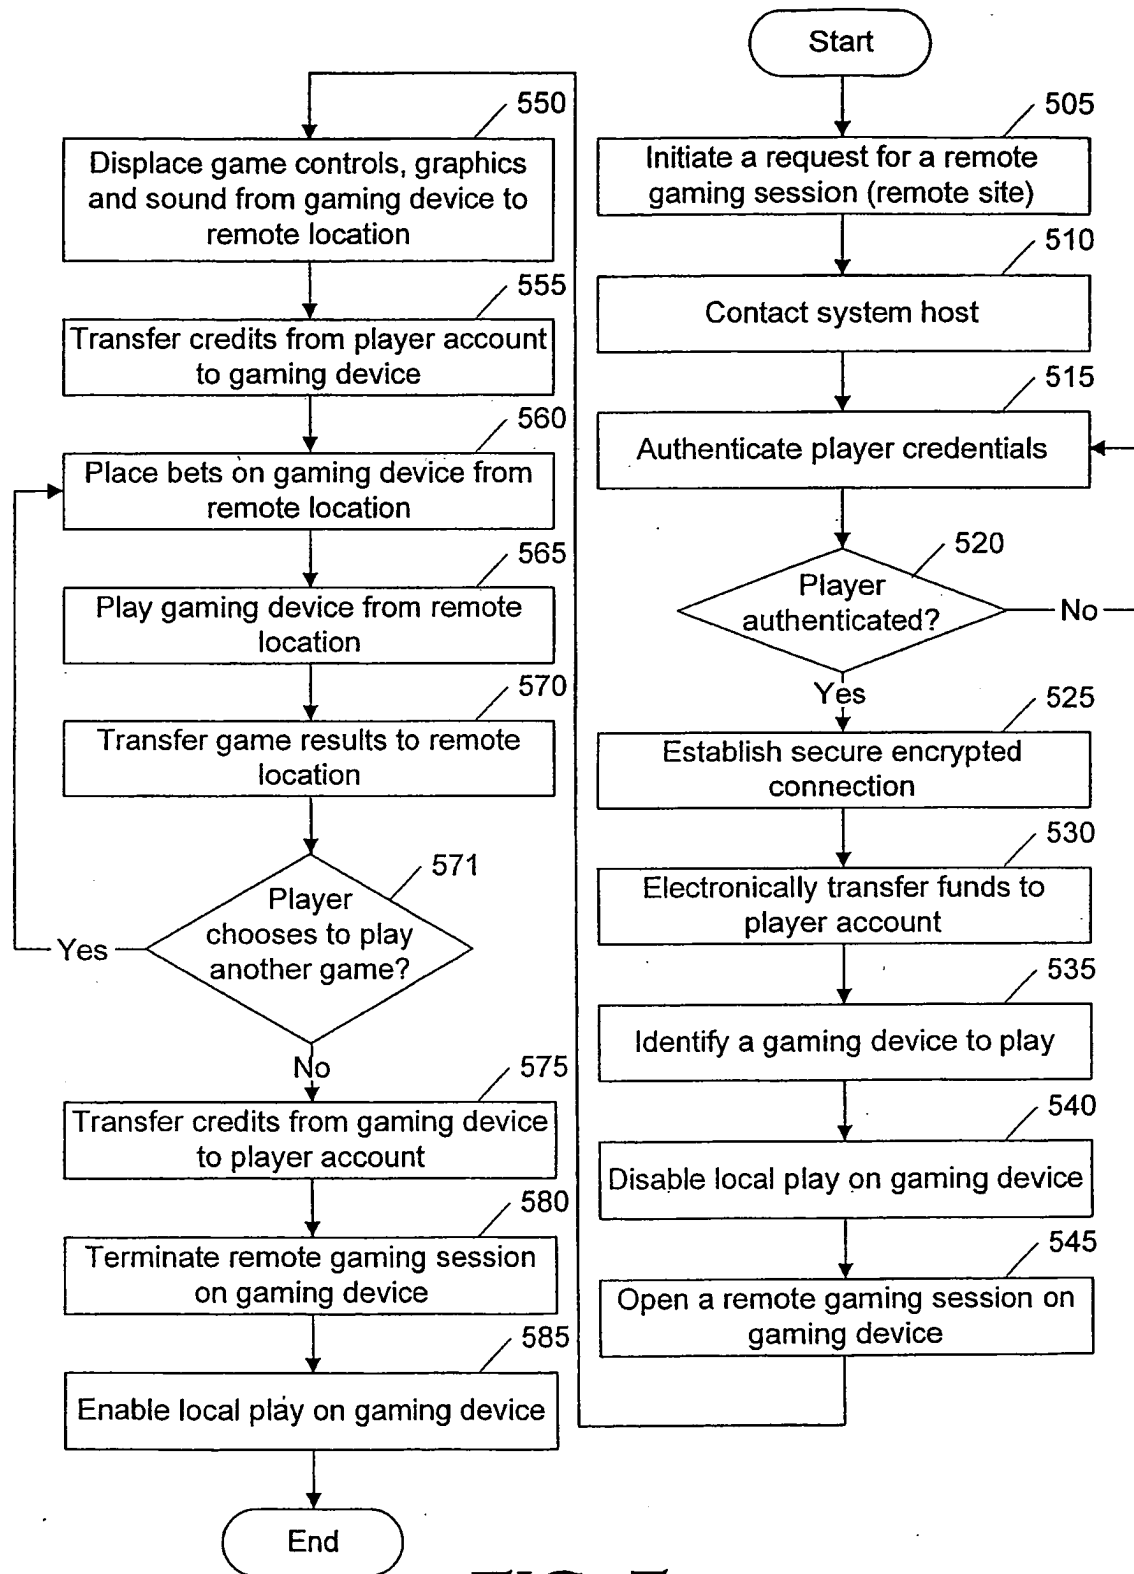 Start
505
Initiate a request for a remote
gaming session (remote site)
510
Contact system host
515
Authenticate player credentials
520
Player
authenticated?
No
Yes
525
Establish secure encrypted
connection
530
Electronically transfer funds to
player account
535
Identify a gaming device to play
540
Disable local play on gaming device
545
Open a remote gaming session on
gaming device
550
Displace game controls, graphics
and sound from gaming device to
remote location
555
Transfer credits from player account
to gaming device
560
Place bets on gaming device from
remote location
565
Play gaming device from remote
location
570
Transfer game results to remote
location
571
Player
chooses to play
another game?
Yes
No
575
Transfer credits from gaming device
to player account
580
Terminate remote gaming session
on gaming device
585
Enable local play on gaming device
End